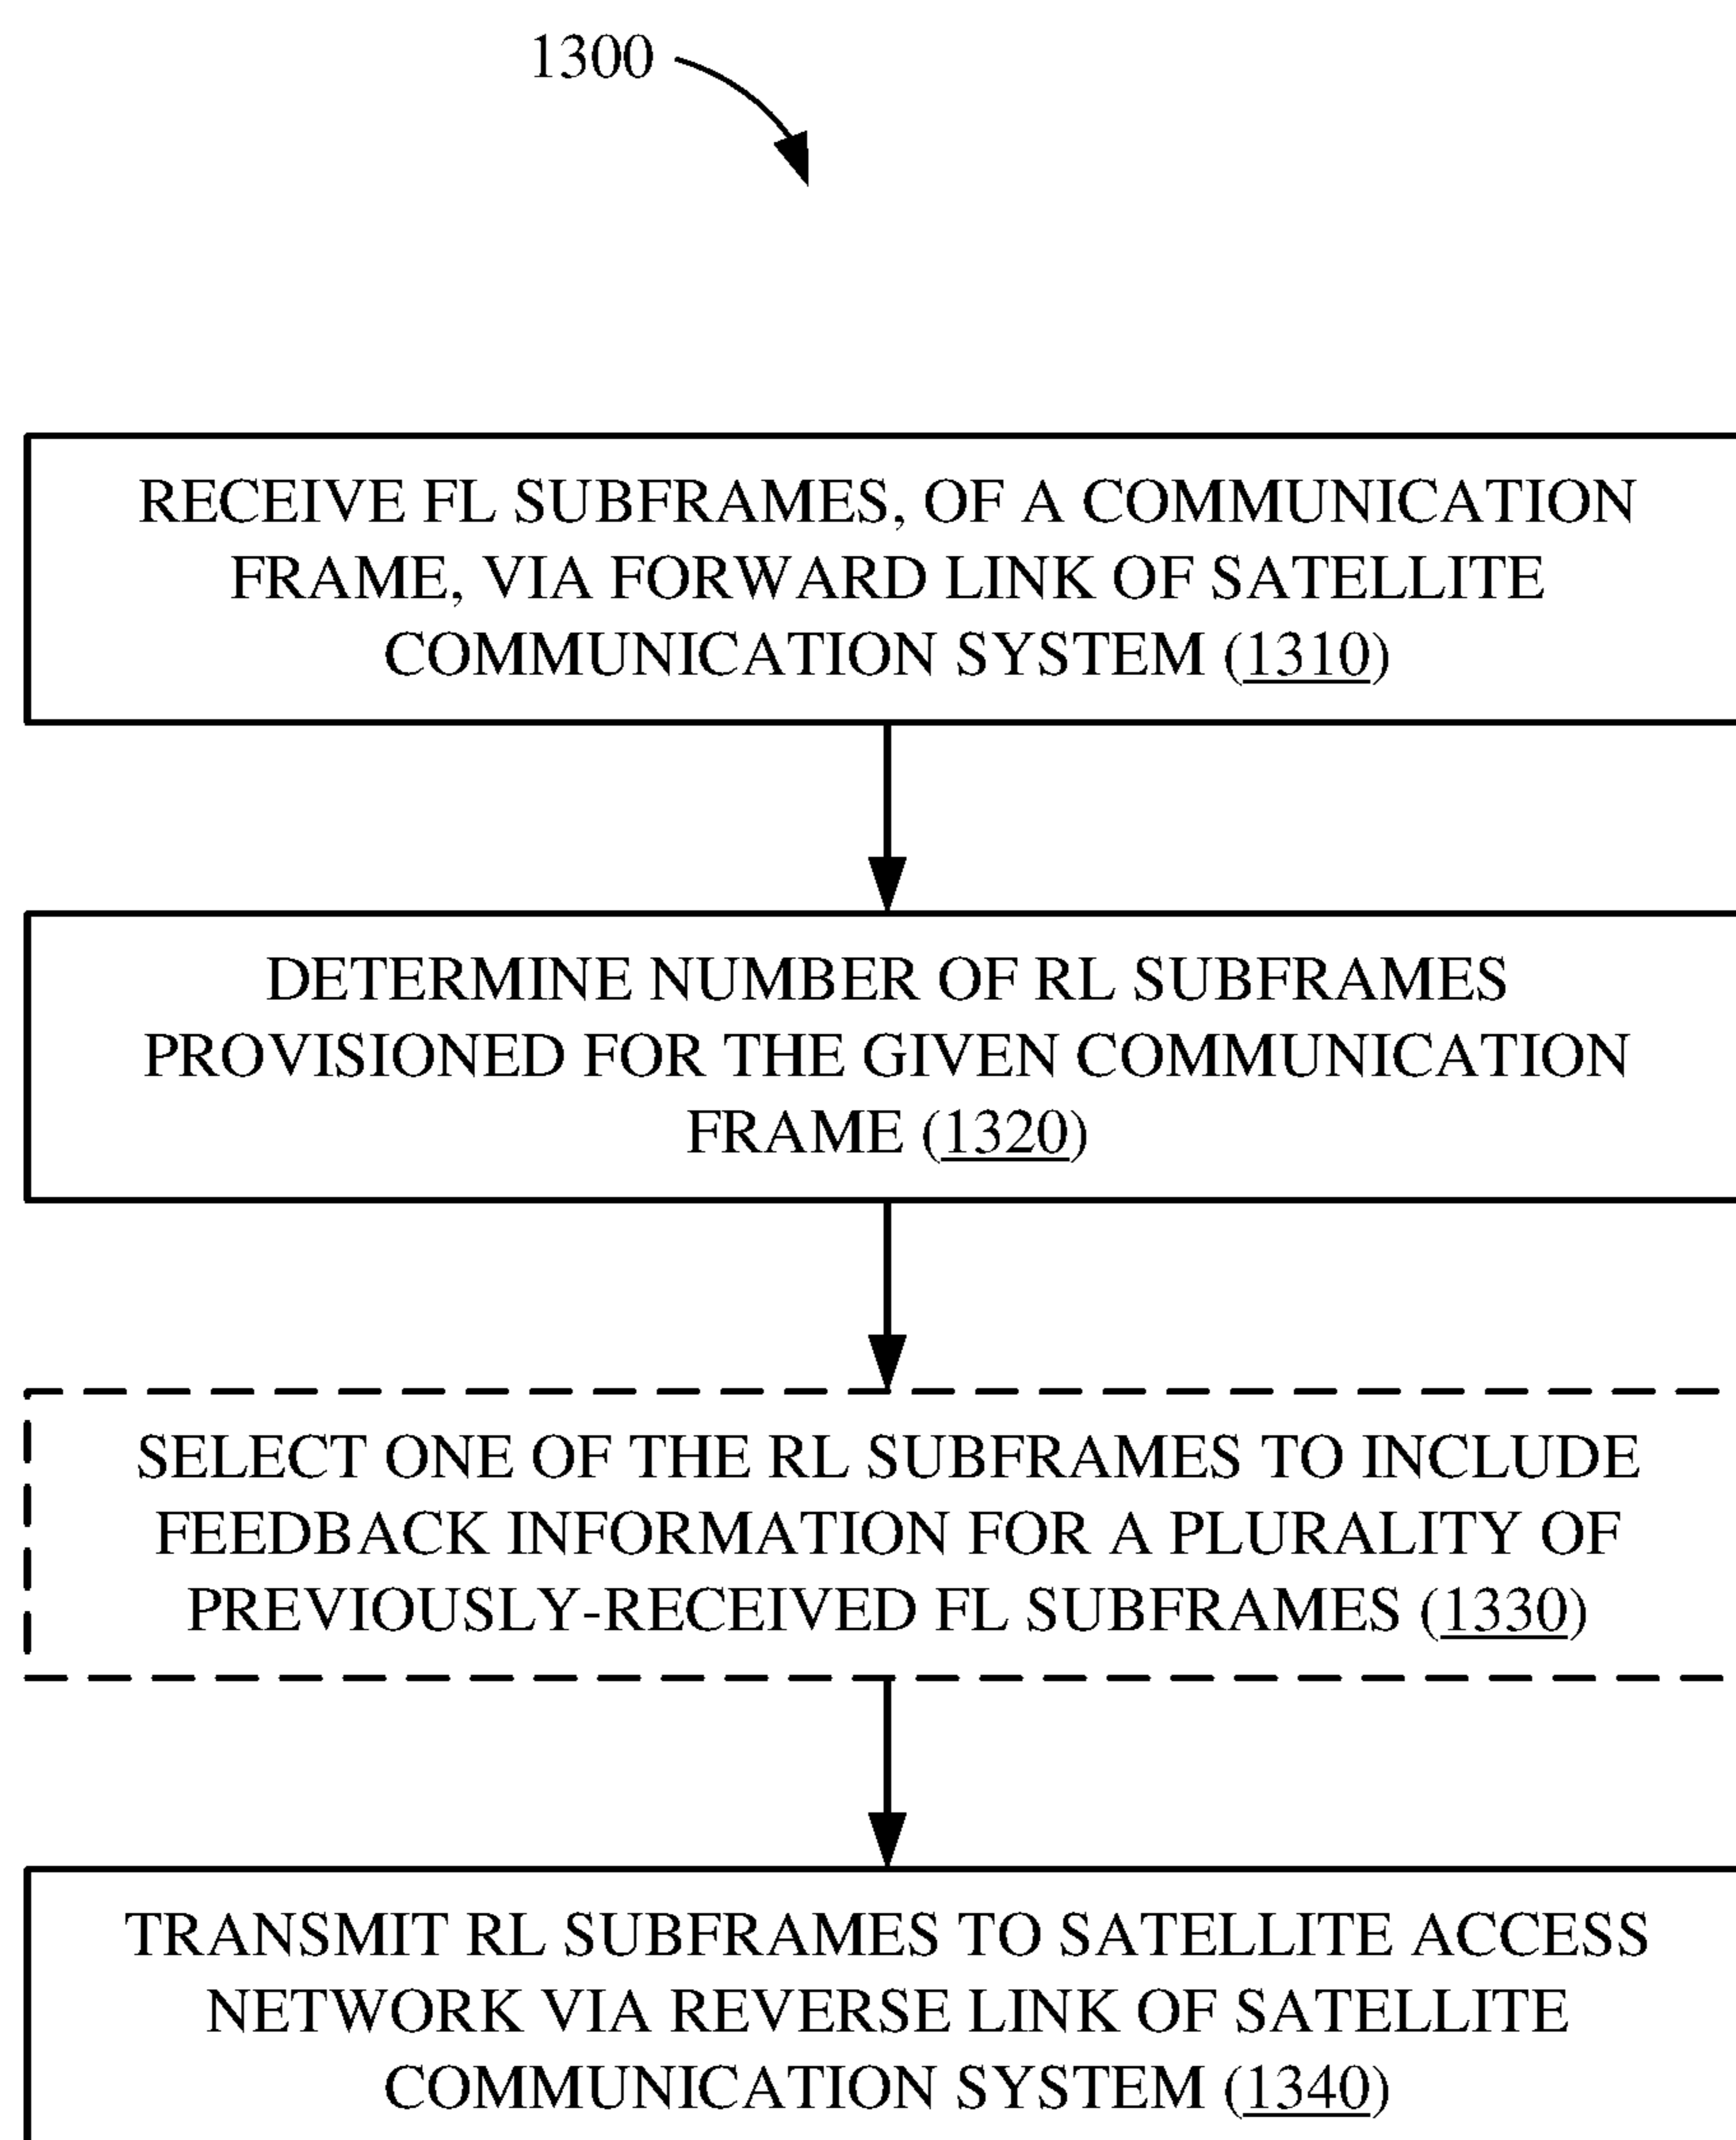 1300
RECEIVE FL SUBFRAMES, OF A COMMUNICATION
FRAME, VIA FORWARD LINK OF SATELLITE
COMMUNICATION SYSTEM (1310)
DETERMINE NUMBER OF RL SUBFRAMES
PROVISIONED FOR THE GIVEN COMMUNICATION
FRAME (1320)
SELECT ONE OF THE RL SUBFRAMES TO INCLUDE
FEEDBACK INFORMATION FOR A PLURALITY OF
PREVIOUSLY-RECEIVED FL SUBFRAMES (1330)
TRANSMIT RL SUBFRAMES TO SATELLITE ACCESS
NETWORK VIA REVERSE LINK OF SATELLITE
COMMUNICATION SYSTEM (1340)